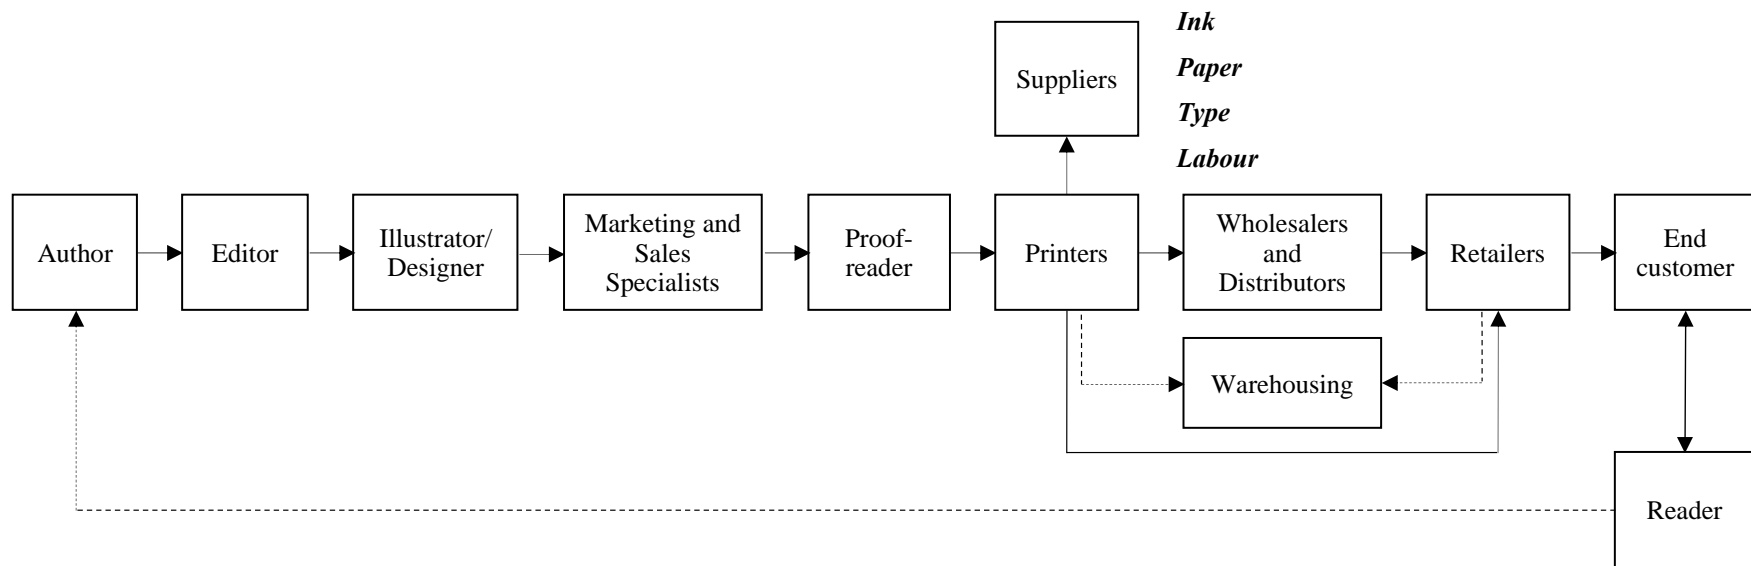 Ink
Paper
Type
Labour
Suppliers
Author
Editor
Illustrator/
Designer
Marketing and
Sales
Specialists
Proof-
reader
Printers
Wholesalers
and
Distributors
Retailers
End
customer
Warehousing
Reader